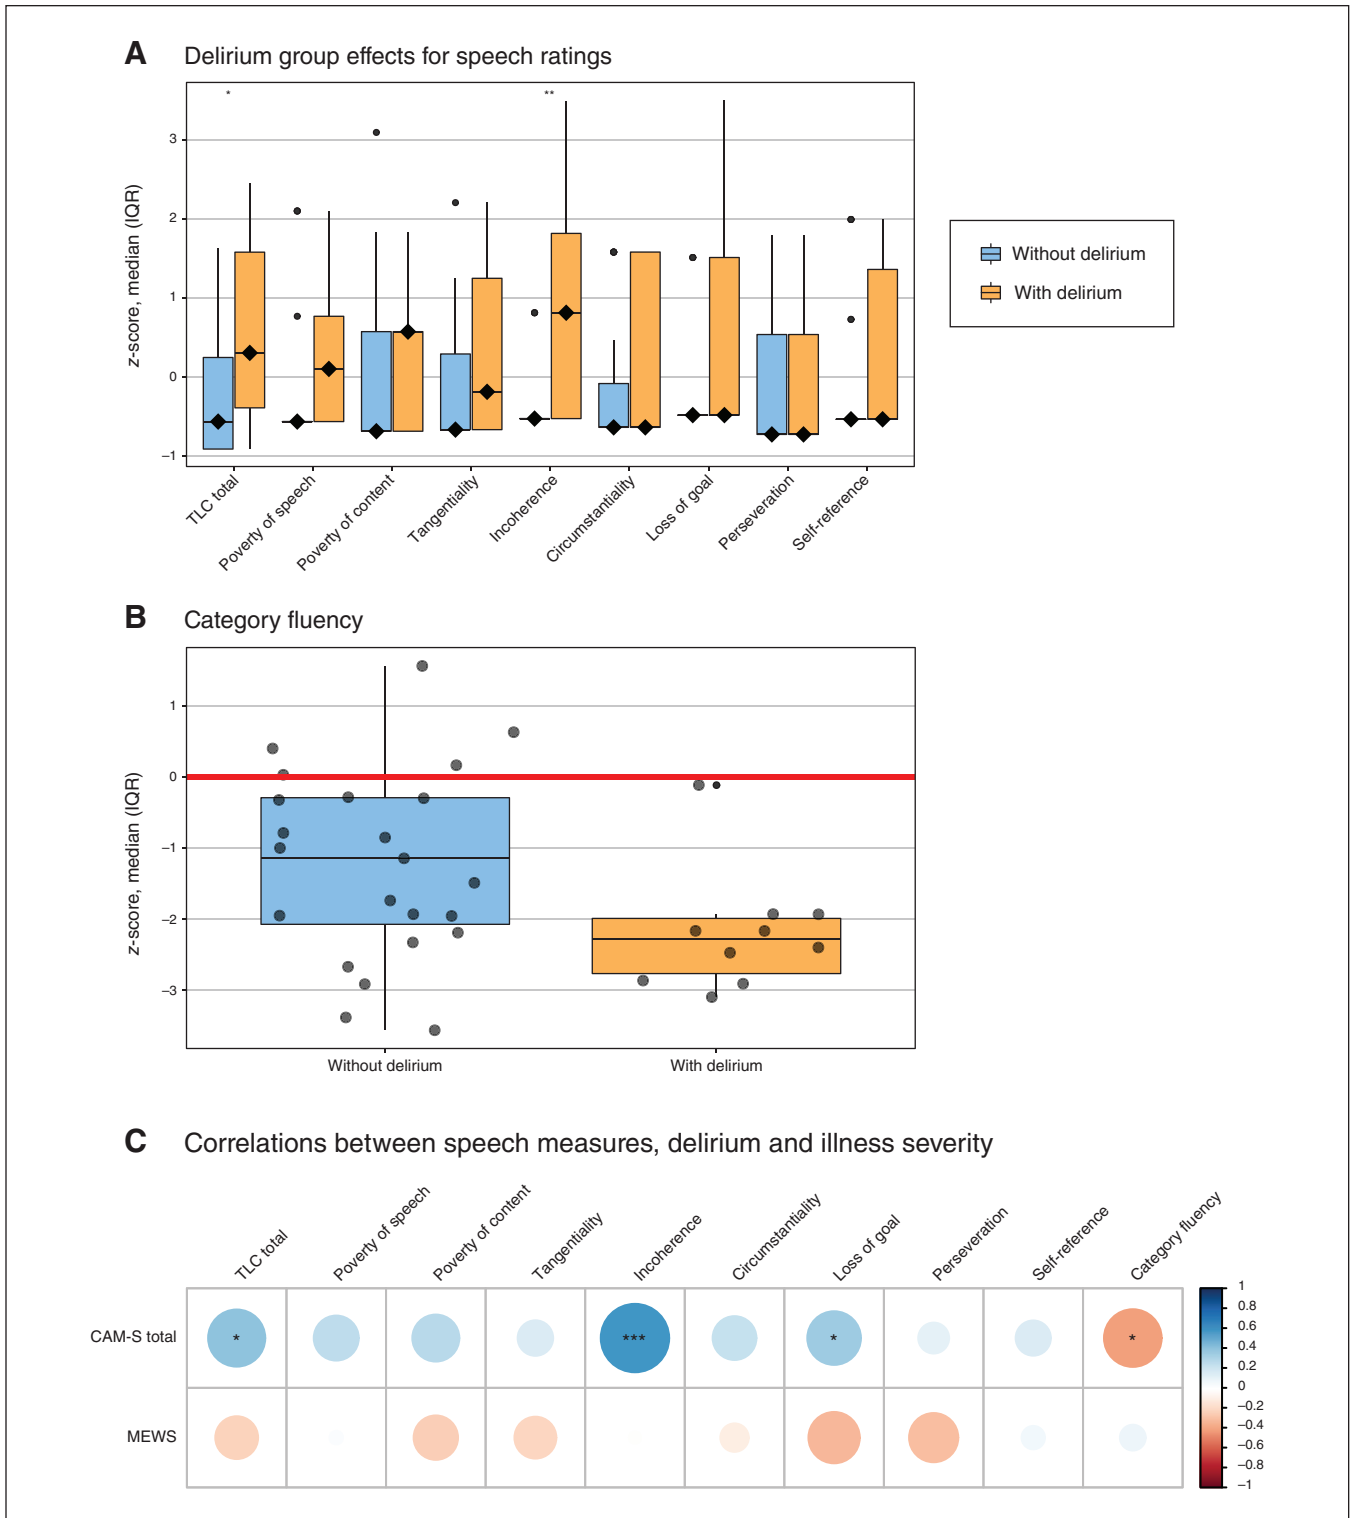 A Delirium group effects for speech ratings
* **
z-score, median (IQR)
3
2
1
0
–1
TLC total
Poverty of speech
Poverty of content
Tangentiality
Incoherence
Circumstantiality
Loss of goal
Perseveration
Self-reference
Without delirium
With delirium
B Category fluency
z-score, median (IQR)
1
0
–1
–2
–3
Without delirium
With delirium
C Correlations between speech measures, delirium and illness severity
TLC total
Poverty of speech
Poverty of content
Tangentiality
Incoherence
Circumstantiality
Loss of goal
Perseveration
Self-reference
Category fluency
CAM-S total
* *** * *
MEWS
1
0.8
0.6
0.4
0.2
0
–0.2
–0.4
–0.6
–0.8
–1